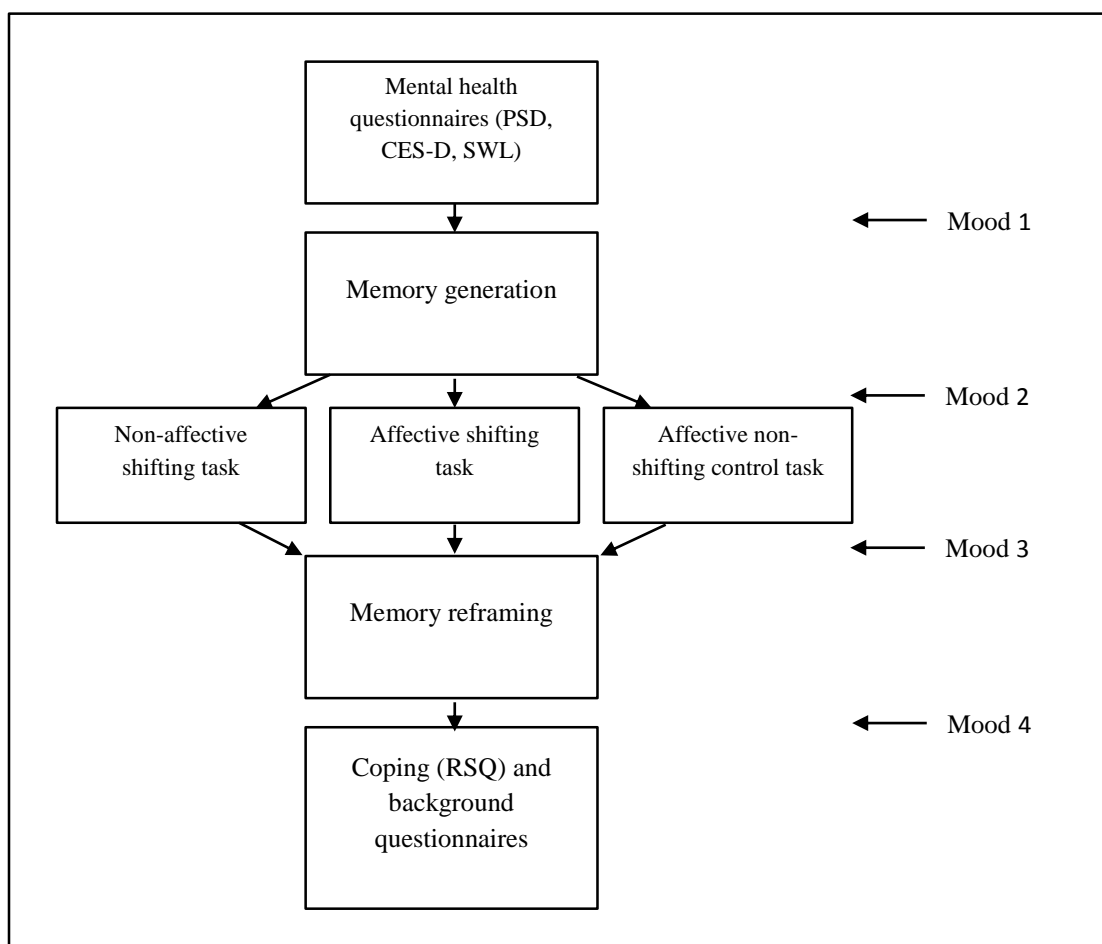 Mental health
questionnaires (PSD,
CES-D, SWL)
Mood 1
Memory generation
Mood 2
Non-affective
shifting task
Affective shifting
task
Affective non-
shifting control task
Mood 3
Memory reframing
Mood 4
Coping (RSQ) and
background
questionnaires